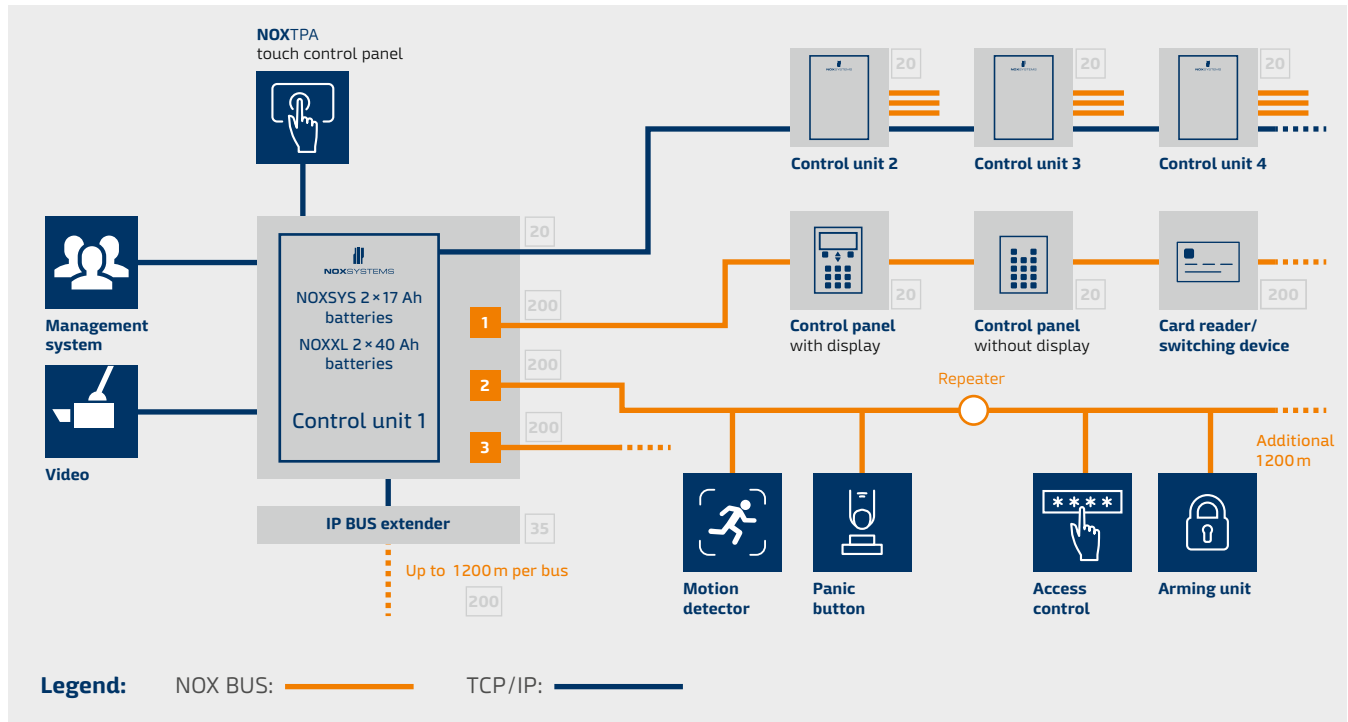 NOXTPA
touch control panel
20
20
20
NOXSYSTEMS
NOXSYSTEMS
NOXSYSTEMS
Control unit 2
Control unit 3
Control unit 4
Management
system
Video
NOXSYSTEMS
NOXSYS 2×17 Ah
batteries
NOXXL 2×40 Ah
batteries
Control unit 1
20
200
1
200
2
200
3
20
20
200
Control panel
with display
Control panel
without display
Card reader/
switching device
Repeater
Additional
1200 m
IP BUS extender
35
Up to 1200 m per bus
200
Motion
detector
Panic
button
****
Access
control
Arming unit
Legend:
NOX BUS:
TCP/IP: